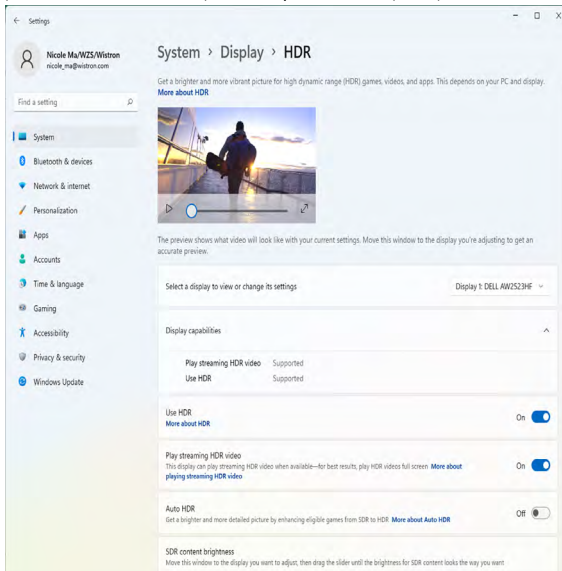 ← Settings
Nicole Ma/WZS/Wistron
nicole_ma@wistron.com
Find a setting
System
Bluetooth & devices
Network & internet
Personalization
Apps
Accounts
Time & language
Gaming
Accessibility
Privacy & security
Windows Update
System > Display > HDR
Get a brighter and more vibrant picture for high dynamic range (HDR) games, videos, and apps. This depends on your PC and display.
More about HDR
The preview shows what video will look like with your current settings. Move this window to the display you're adjusting to get an
accurate preview.
Select a display to view or change its settings
Display 1: DELL AW2523HF
Display capabilities
Play streaming HDR video Supported
Use HDR Supported
Use HDR
More about HDR
On
Play streaming HDR video
This display can play streaming HDR video when available—for best results, play HDR videos full screen More about
playing streaming HDR video
On
Auto HDR
Get a brighter and more detailed picture by enhancing eligible games from SDR to HDR More about Auto HDR
Off
SDR content brightness
Move this window to the display you want to adjust, then drag the slider until the brightness for SDR content looks the way you want